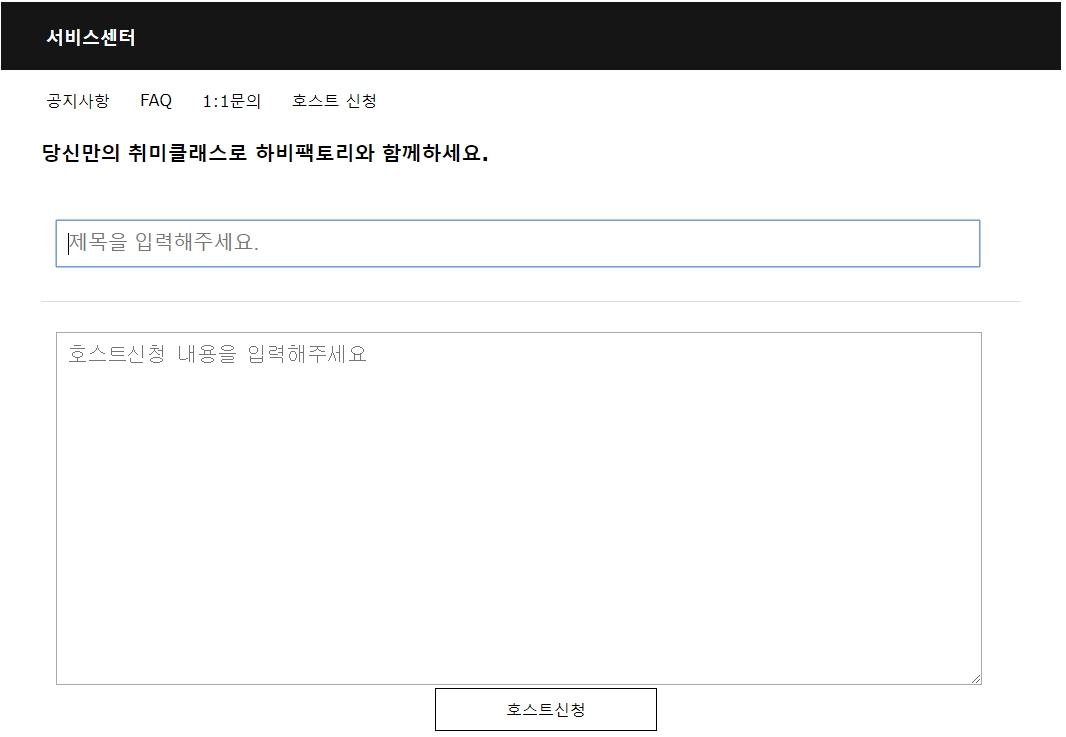 서비스센터
공지사항 FAQ 1:1문의 호스트 신청
당신만의 취미클래스로 하비팩토리와 함께하세요.
제목을 입력해주세요.
호스트신청 내용을 입력해주세요
호스트신청